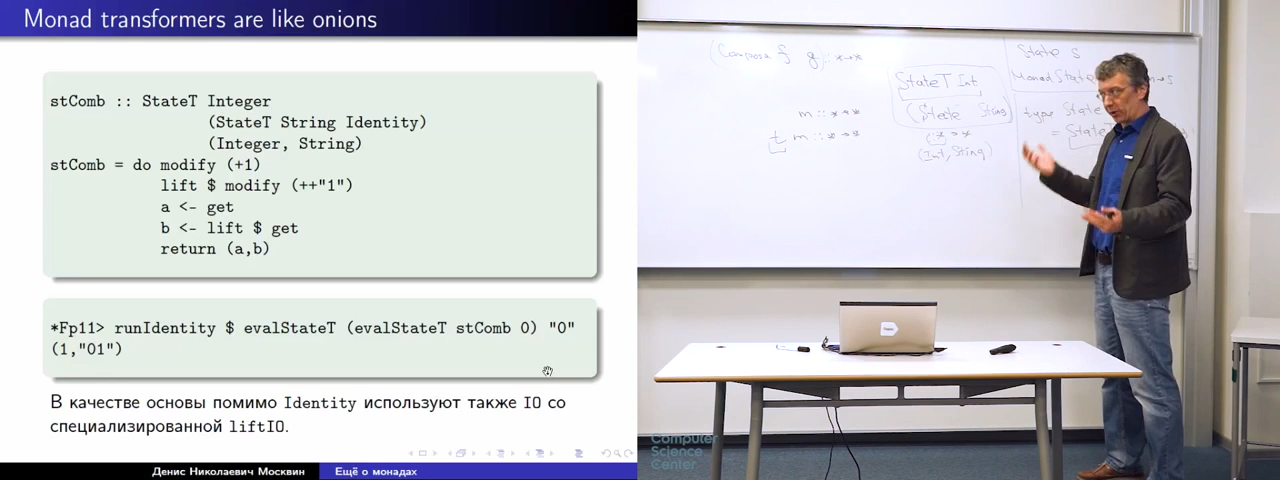 Monad transformers are like onions
stComb :: StateT Integer
(StateT String Identity)
(Integer, String)
stComb = do modify (+1)
lift $ modify (++"1")
a <- get
b <- lift $ get
return (a,b)
*Fp11> runIdentity $ evalStateT (evalStateT stComb 0) "0"
(1,"01")
В качестве основы помимо Identity используют также IO со
специализированной liftIO.
Денис Николаевич Москвин
Ещё о монадах
(Compose f g) :: *→*
m :: *→*
t m :: *→*
StateT Int
(State String)
:: *→*
(Int, String)
State s
MonadState
m→s
type State
= StateT
Computer
Science
Center